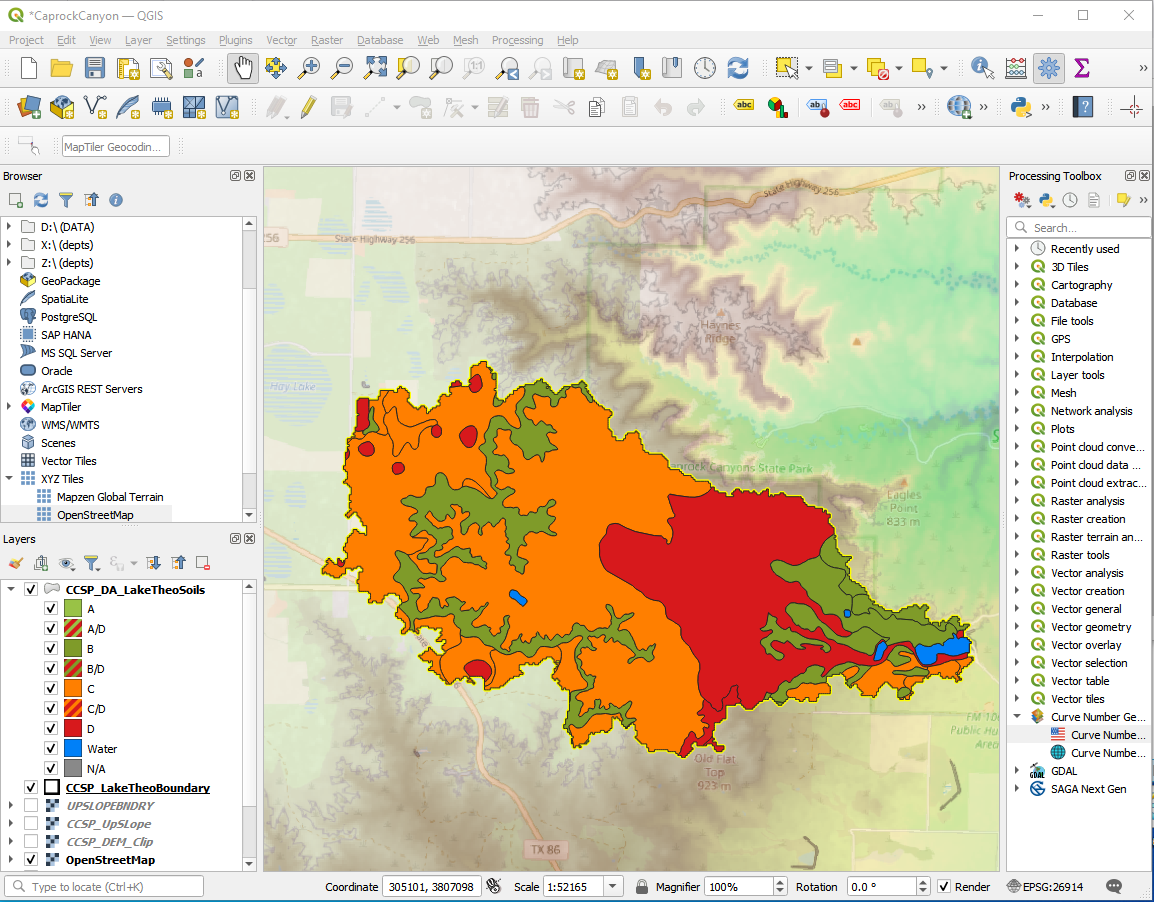 *CaprockCanyon — QGIS
Project Edit View Layer Settings Plugins Vector Raster Database Web Mesh Processing Help
MapTiler Geocodin...
Browser
D:\ (DATA)
X:\ (depts)
Z:\ (depts)
GeoPackage
SpatiaLite
PostgreSQL
SAP HANA
MS SQL Server
Oracle
ArcGIS REST Servers
MapTiler
WMS/WMTS
Scenes
Vector Tiles
XYZ Tiles
Mapzen Global Terrain
OpenStreetMap
Layers
CCSP_DA_LakeTheoSoils
A
A/D
B
B/D
C
C/D
D
Water
N/A
CCSP_LakeTheoBoundary
UPSLOPEBNDRY
CCSP_UpSLope
CCSP_DEM_Clip
OpenStreetMap
State Highway 256
256
State Highway 256
Haynes
Ridge
Hay Lake
aprock Canyons State Park
Eagles
Point
833 m
FM 10
Public Hu
Area
Old Flat
Top
923 m
TX 86
Processing Toolbox
Search...
Recently used
3D Tiles
Cartography
Database
File tools
GPS
Interpolation
Layer tools
Mesh
Network analysis
Plots
Point cloud conve...
Point cloud data ...
Point cloud extrac...
Raster analysis
Raster creation
Raster terrain an...
Raster tools
Vector analysis
Vector creation
Vector general
Vector geometry
Vector overlay
Vector selection
Vector table
Vector tiles
Curve Number Ge...
Curve Numbe...
Curve Numbe...
GDAL
SAGA Next Gen
Type to locate (Ctrl+K)
Coordinate 305101, 3807098 Scale 1:52165 Magnifier 100% Rotation 0.0 ° Render EPSG:26914